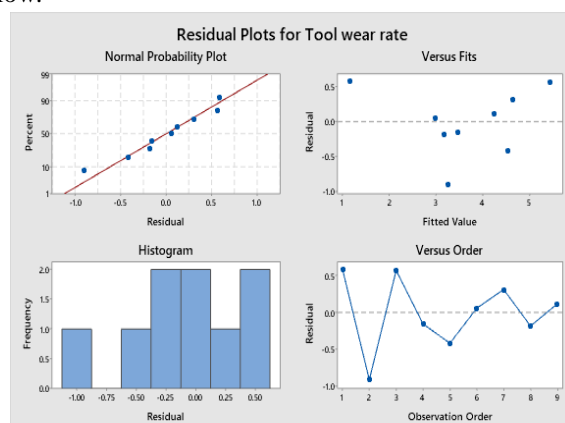 Residual Plots for Tool wear rate
Normal Probability Plot
Versus Fits
99
90
50
10
1
Percent
-1.0 -0.5 0.0 0.5 1.0
Residual
0.5
0.0
-0.5
-1.0
Residual
1 2 3 4 5
Fitted Value
Histogram
Versus Order
2.0
1.5
1.0
0.5
0.0
Frequency
-1.00 -0.75 -0.50 -0.25 0.00 0.25 0.50
Residual
0.5
0.0
-0.5
-1.0
Residual
1 2 3 4 5 6 7 8 9
Observation Order